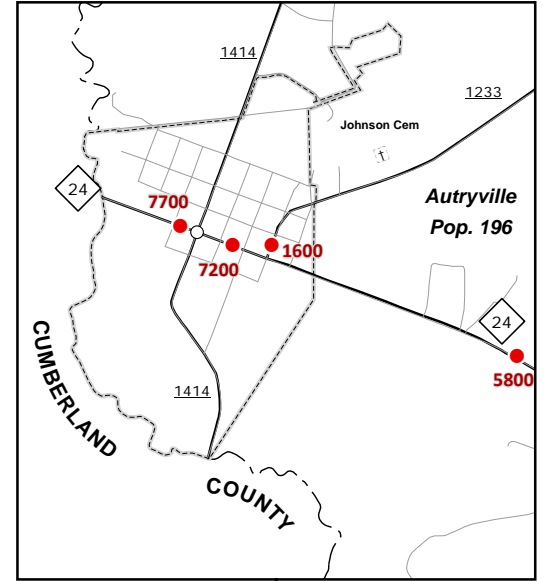 1414
1233
Johnson Cem
24
7700
Autryville
Pop. 196
7200
1600
24
5800
1414
CUMBERLAND
COUNTY